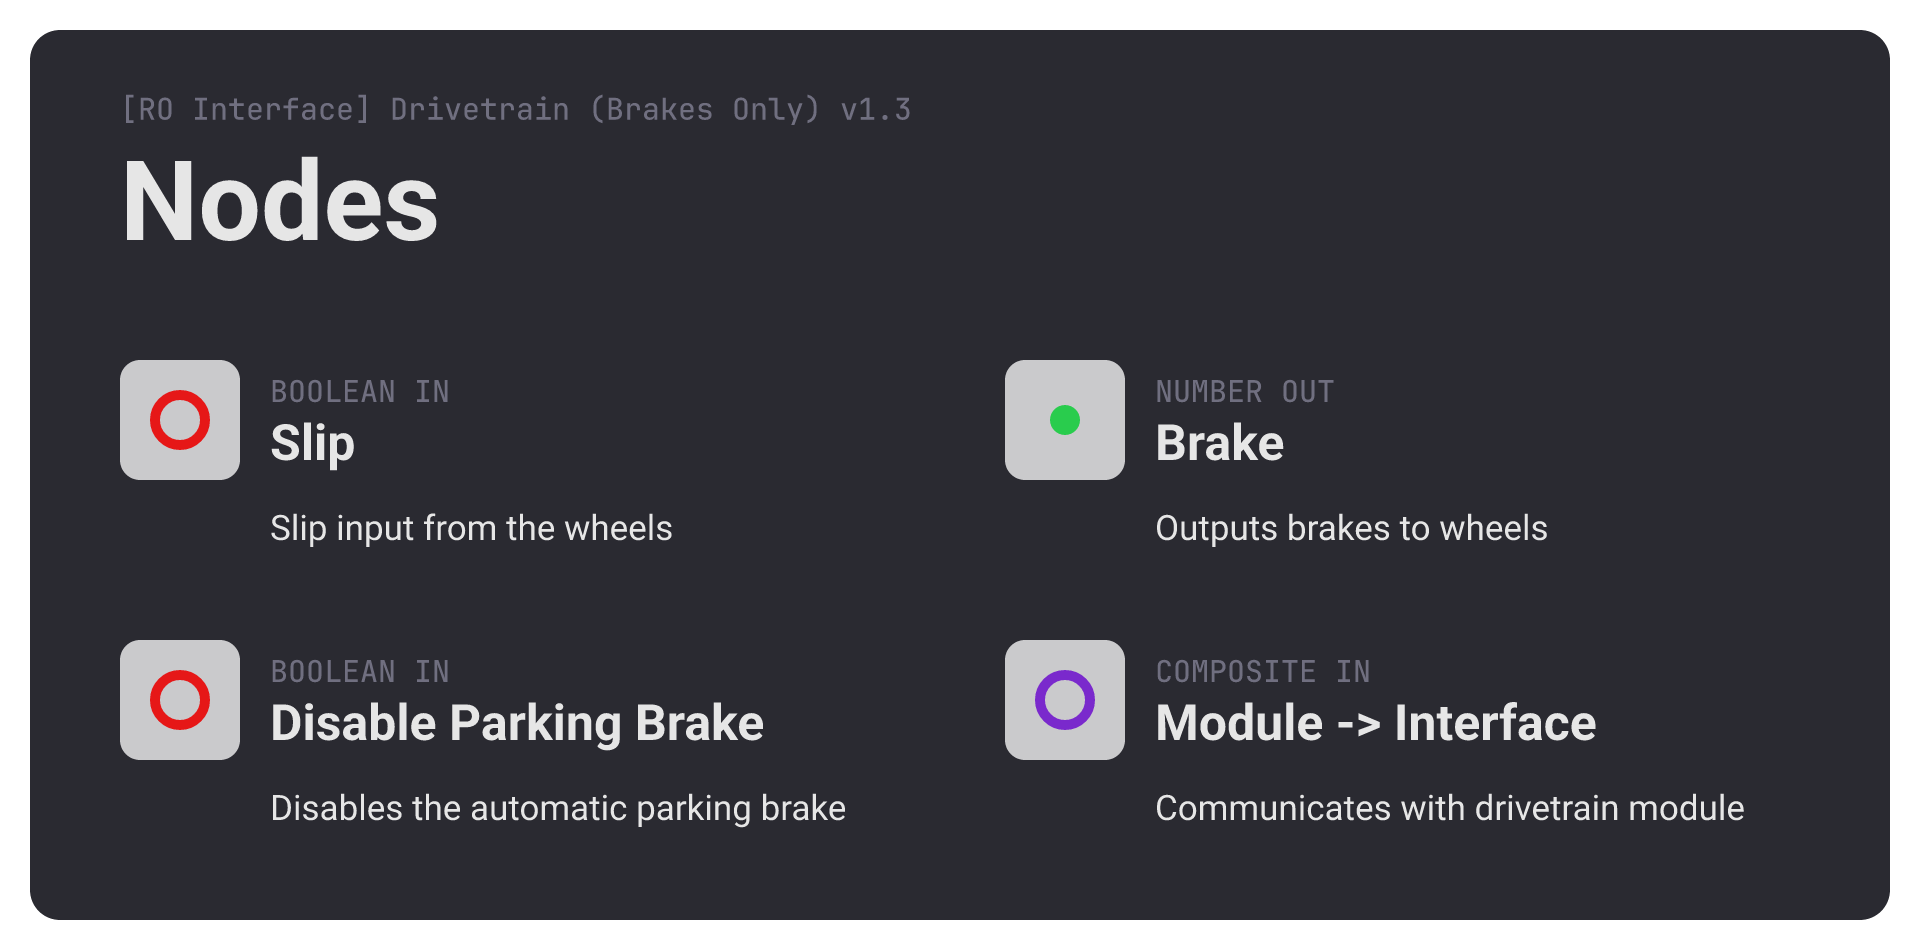 [RO Interface] Drivetrain (Brakes Only) v1.3
Nodes
BOOLEAN IN
Slip
Slip input from the wheels
NUMBER OUT
Brake
Outputs brakes to wheels
BOOLEAN IN
Disable Parking Brake
Disables the automatic parking brake
COMPOSITE IN
Module -> Interface
Communicates with drivetrain module